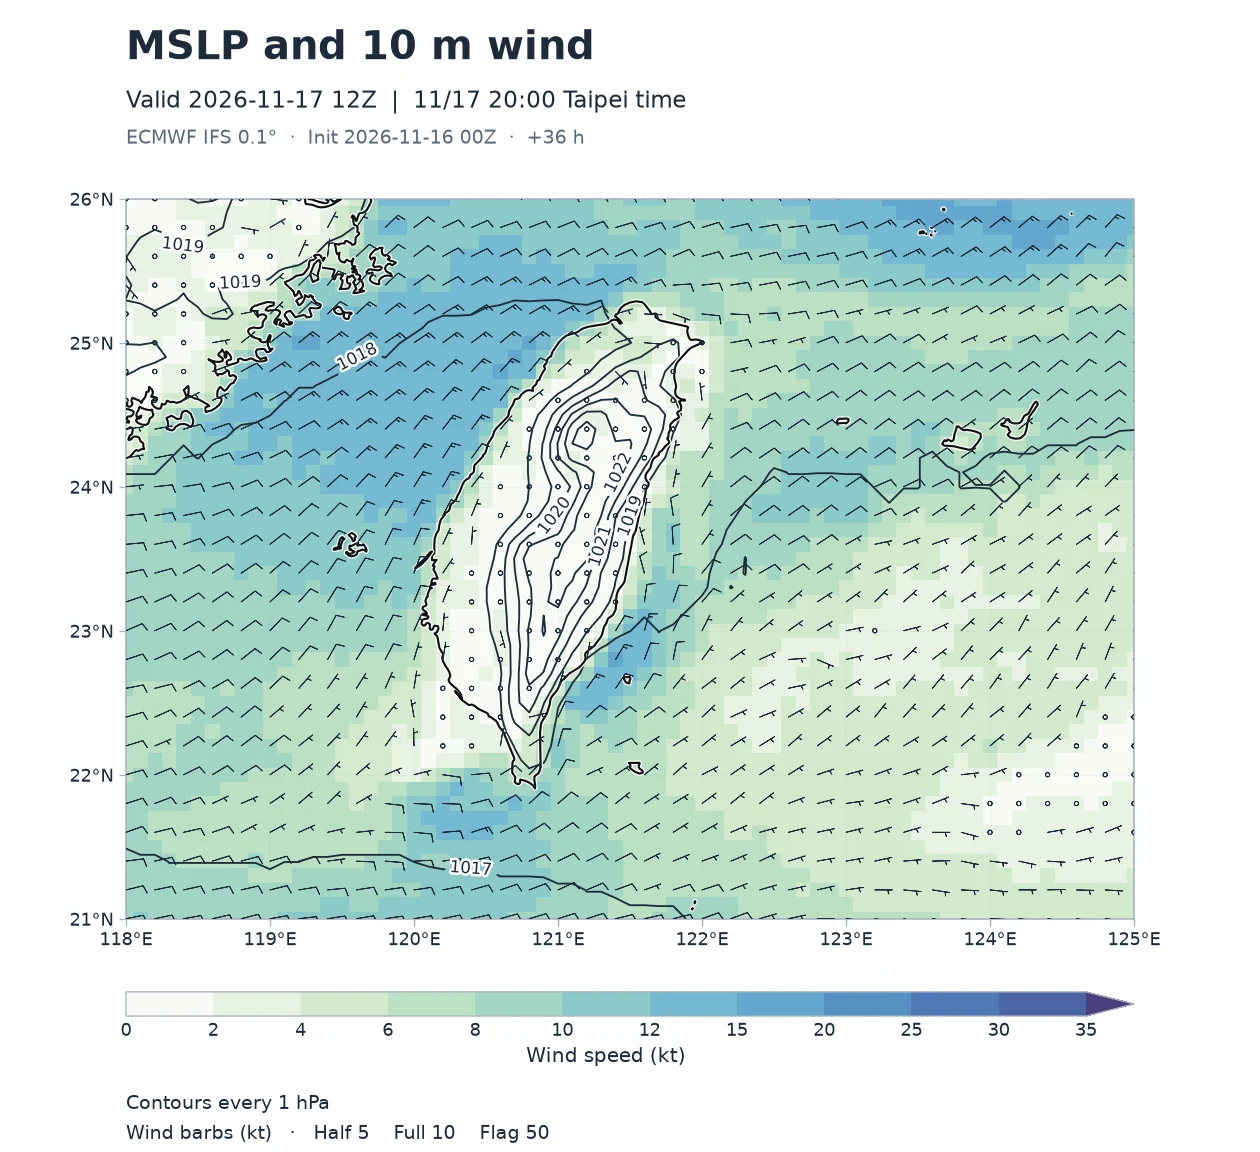 MSLP and 10 m wind
Valid 2026-11-17 12Z | 11/17 20:00 Taipei time
ECMWF IFS 0.1° · Init 2026-11-16 00Z · +36 h
26°N
25°N
24°N
23°N
22°N
21°N
1019
1019
1018
1022
1020
1019
1021
1017
118°E 119°E 120°E 121°E 122°E 123°E 124°E 125°E
0 2 4 6 8 10 12 15 20 25 30 35
Wind speed (kt)
Contours every 1 hPa
Wind barbs (kt) · Half 5 Full 10 Flag 50